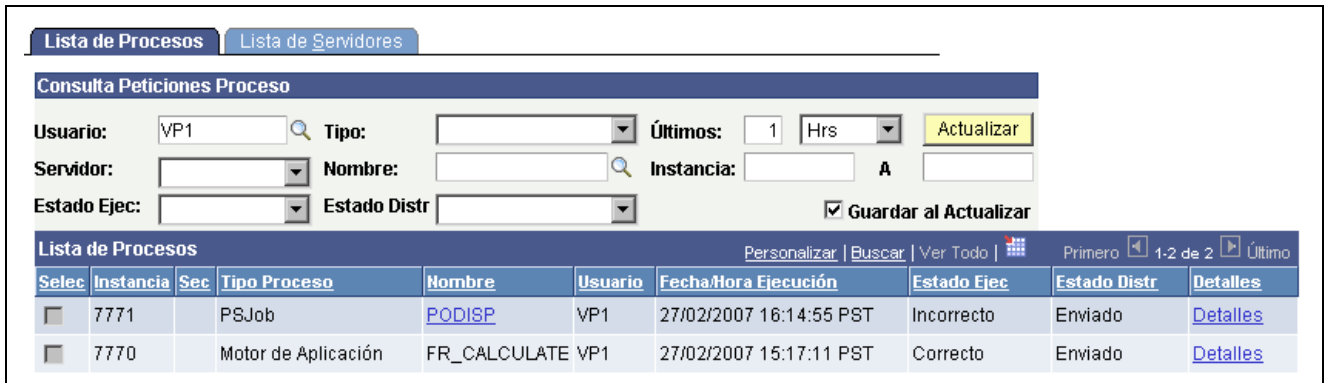 Lista de Procesos Lista de Servidores
Consulta Peticiones Proceso
Usuario: VP1 Tipo: Últimos: 1 Hrs Actualizar
Servidor: Nombre: Instancia: A
Estado Ejec: Estado Distr Guardar al Actualizar
Lista de Procesos Personalizar | Buscar | Ver Todo | Primero 1-2 de 2 Último
Selec Instancia Sec Tipo Proceso Nombre Usuario Fecha/Hora Ejecución Estado Ejec Estado Distr Detalles
7771 PSJob PODISP VP1 27/02/2007 16:14:55 PST Incorrecto Enviado Detalles
7770 Motor de Aplicación FR_CALCULATE VP1 27/02/2007 15:17:11 PST Correcto Enviado Detalles